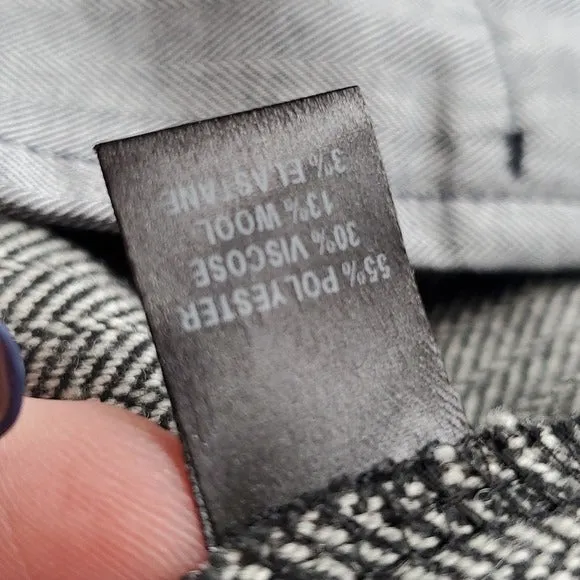 55% POLYESTER
30% VISCOSE
13% WOOL
3% ELASTANE